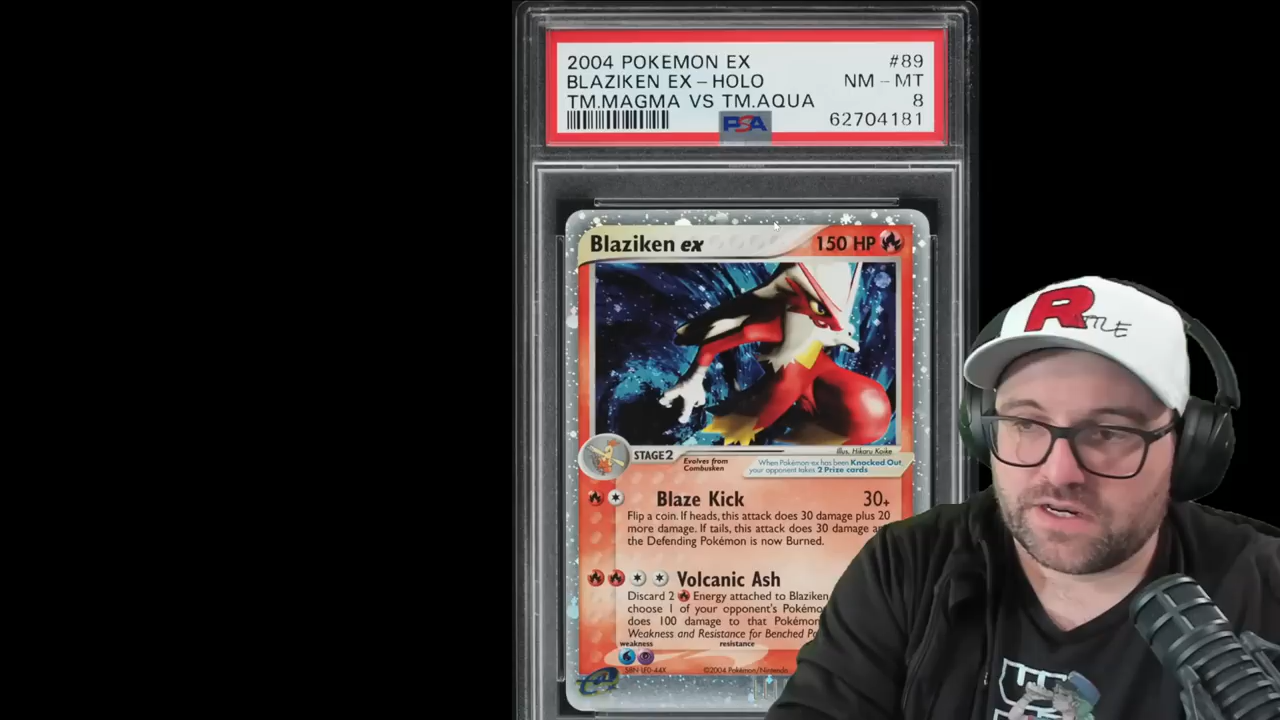 2004 POKEMON EX #89
BLAZIKEN EX – HOLO NM – MT
TM.MAGMA VS TM.AQUA 8
PSA 62704181
Blaziken ex 150 HP
illus. Hikaru Koike
STAGE2 Evolves from Combusken
When Pokémon-ex has been Knocked Out
your opponent takes 2 Prize cards
Blaze Kick 30+
Flip a coin. If heads, this attack does 30 damage plus 20
more damage. If tails, this attack does 30 damage
the Defending Pokémon is now Burned.
Volcanic Ash
Discard 2 Energy attached to Blaziken
choose 1 of your opponent's
does 100 damage to that
Weakness and Resistance for Benched
weakness resistance
©2004 Pokémon/Nintendo
R